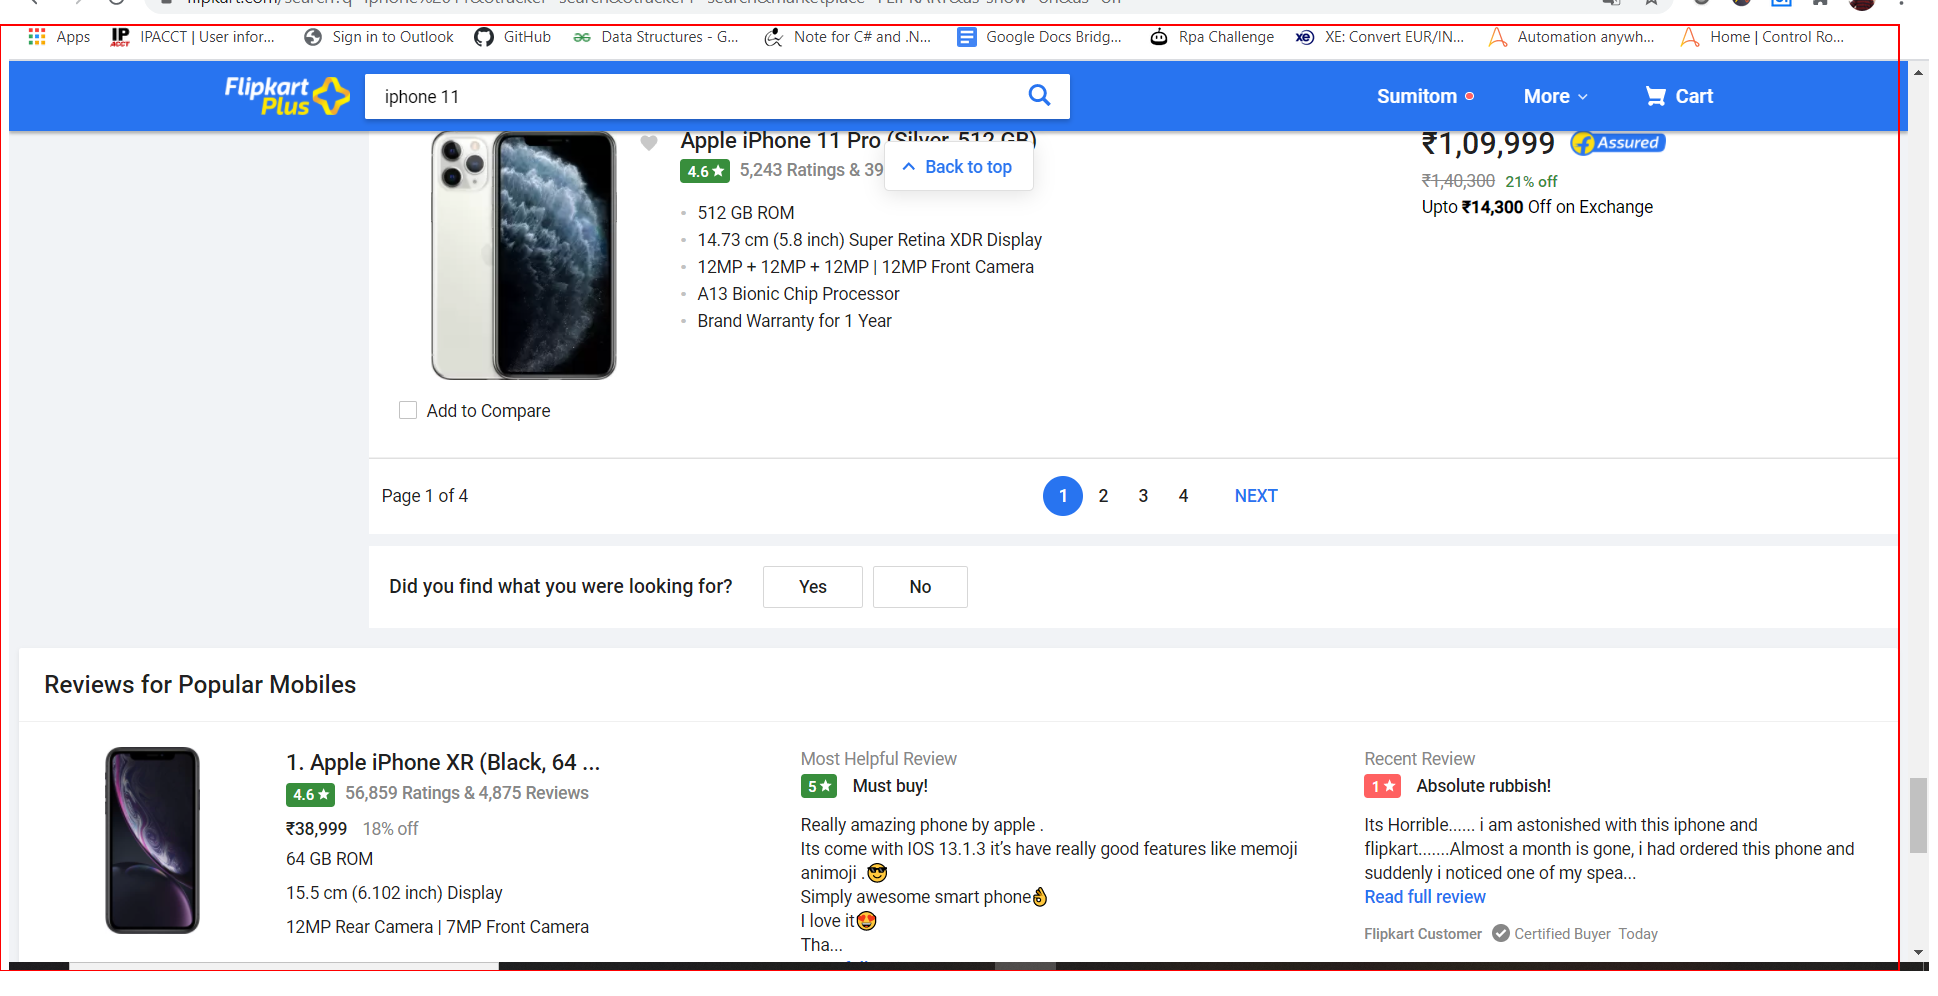 Apps IPACCT | User infor... Sign in to Outlook GitHub Data Structures - G... Note for C# and .N... Google Docs Bridg... Rpa Challenge XE: Convert EUR/IN... Automation anywh... Home | Control Ro...
Flipkart
Plus
iphone 11
Sumitom
More
Cart
Apple iPhone 11 Pro (Silver, 512 GB)
4.6★ 5,243 Ratings & 39
Back to top
512 GB ROM
14.73 cm (5.8 inch) Super Retina XDR Display
12MP + 12MP + 12MP | 12MP Front Camera
A13 Bionic Chip Processor
Brand Warranty for 1 Year
₹1,09,999 Assured
₹1,40,300 21% off
Upto ₹14,300 Off on Exchange
Add to Compare
Page 1 of 4
1 2 3 4 NEXT
Did you find what you were looking for? Yes No
Reviews for Popular Mobiles
1. Apple iPhone XR (Black, 64 ...
4.6★ 56,859 Ratings & 4,875 Reviews
₹38,999 18% off
64 GB ROM
15.5 cm (6.102 inch) Display
12MP Rear Camera | 7MP Front Camera
Most Helpful Review
5★ Must buy!
Really amazing phone by apple .
Its come with IOS 13.1.3 it's have really good features like memoji
animoji .😎
Simply awesome smart phone👌
I love it😍
Tha...
Recent Review
1★ Absolute rubbish!
Its Horrible...... i am astonished with this iphone and
flipkart.......Almost a month is gone, i had ordered this phone and
suddenly i noticed one of my spea...
Read full review
Flipkart Customer Certified Buyer Today